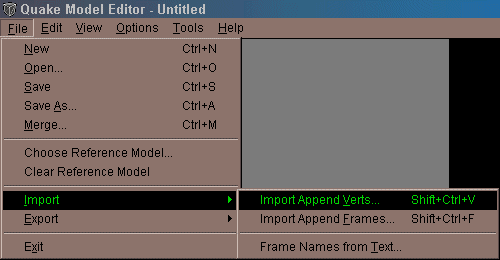 Quake Model Editor - Untitled
File Edit View Options Tools Help
New Ctrl+N
Open... Ctrl+O
Save Ctrl+S
Save As... Ctrl+A
Merge... Ctrl+M
Choose Reference Model...
Clear Reference Model
Import
Export
Exit
Import Append Verts... Shift+Ctrl+V
Import Append Frames... Shift+Ctrl+F
Frame Names from Text...